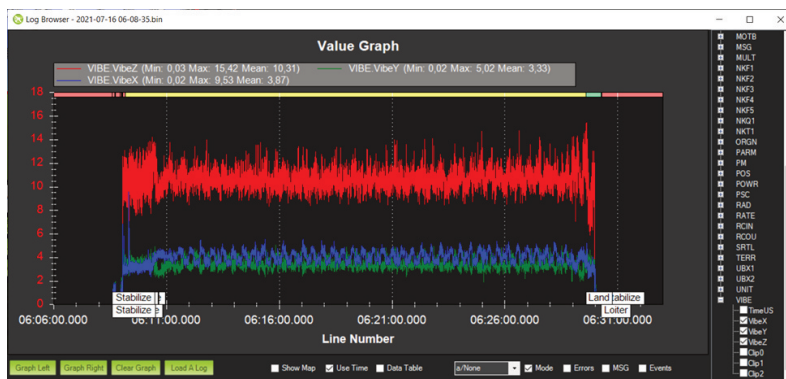 Log Browser - 2021-07-16 06-08-35.bin
Value Graph
VIBE.VibeZ (Min: 0,03 Max: 15,42 Mean: 10,31) VIBE.VibeY (Min: 0,02 Max: 5,02 Mean: 3,33)
VIBE.VibeX (Min: 0,02 Max: 9,53 Mean: 3,87)
18
16
14
12
10
8
6
4
2
0
Stabilize Land tabilize
Stabilize Loiter
06:06:00.000 06:11:00.000 06:16:00.000 06:21:00.000 06:26:00.000 06:31:00.000
Line Number
Graph Left Graph Right Clear Graph Load A Log Show Map Use Time Data Table a/None Mode Errors MSG Events
MOTB
MSG
MULT
NKF1
NKF2
NKF3
NKF4
NKF5
NKQ1
NKT1
ORGN
PARM
PM
POS
POWR
PSC
RAD
RATE
RCIN
RCOU
SRTL
TERR
UBX1
UBX2
UNIT
VIBE
TimeUS
VibeX
VibeY
VibeZ
Clip0
Clip1
Clip2